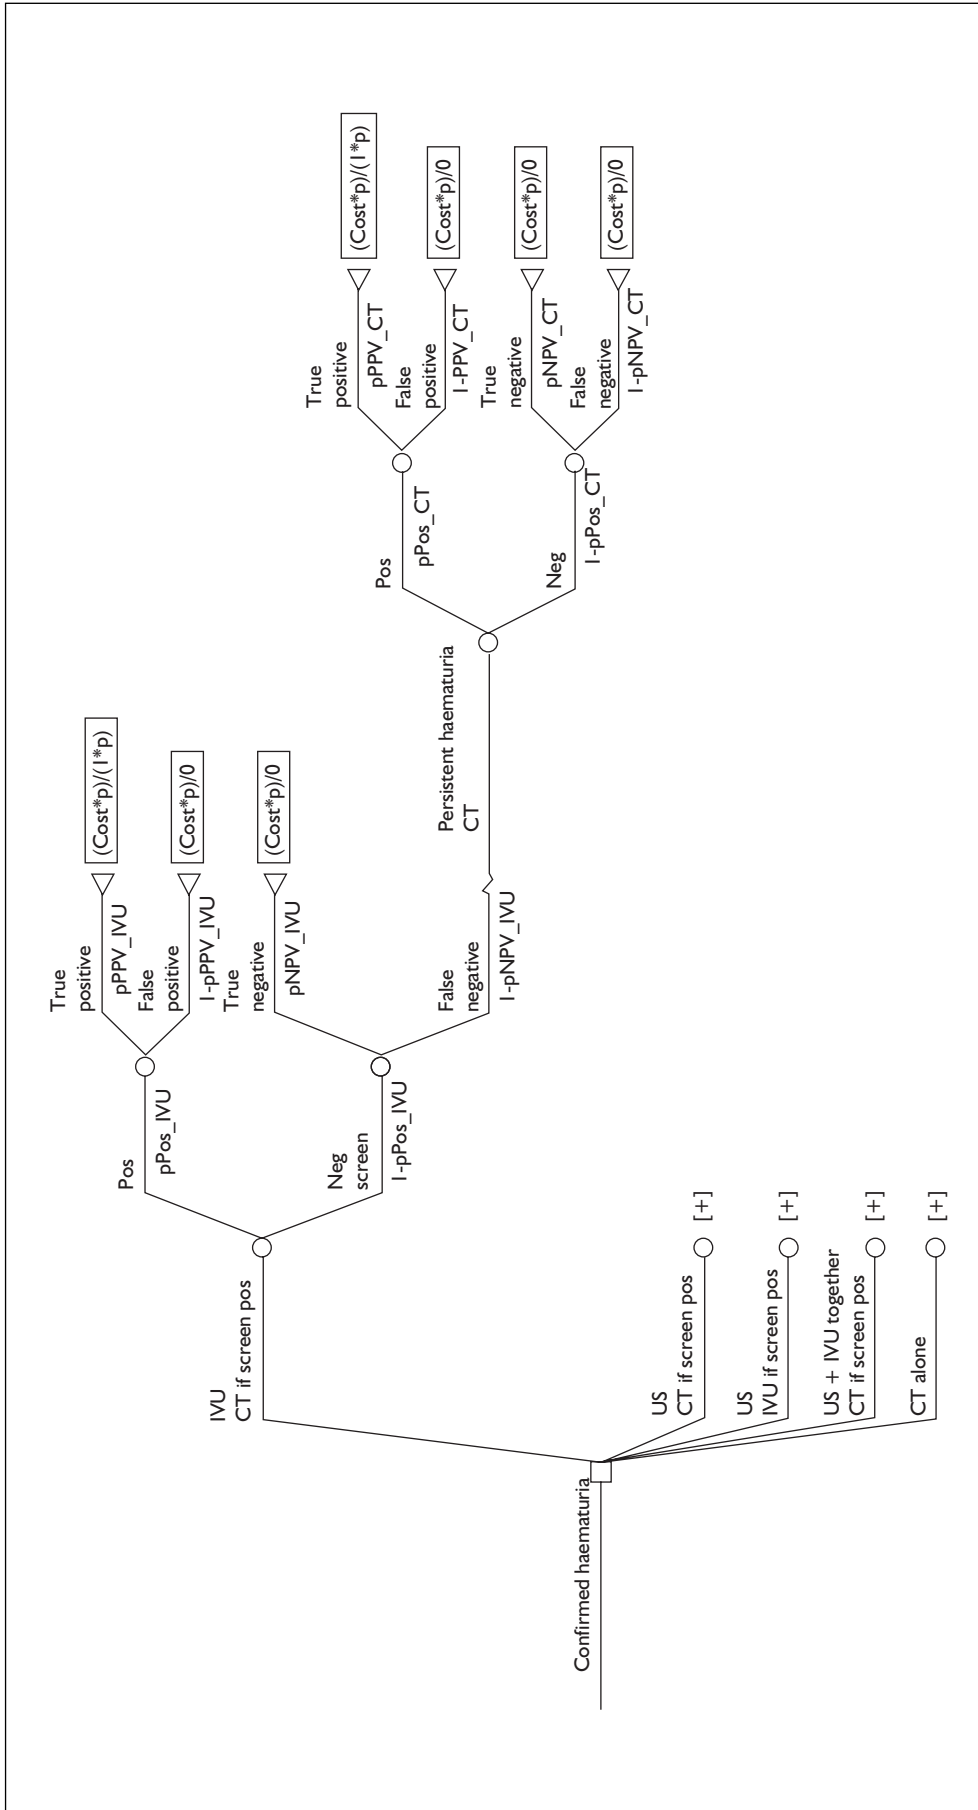 Confirmed haematuria
IVU
CT if screen pos
Pos
pPos_IVU
True
positive
pPPV_IVU
(Cost*p)/(1*p)
False
positive
1-pPPV_IVU
(Cost*p)/0
Neg
screen
1-pPos_IVU
True
negative
pNPV_IVU
(Cost*p)/0
False
negative
1-pNPV_IVU
Persistent haematuria
CT
Pos
pPos_CT
True
positive
pPPV_CT
(Cost*p)/(1*p)
False
positive
1-PPV_CT
(Cost*p)/0
Neg
1-pPos_CT
True
negative
pNPV_CT
(Cost*p)/0
False
negative
1-pNPV_CT
(Cost*p)/0
US
CT if screen pos
[+]
US
IVU if screen pos
[+]
US + IVU together
CT if screen pos
[+]
CT alone
[+]